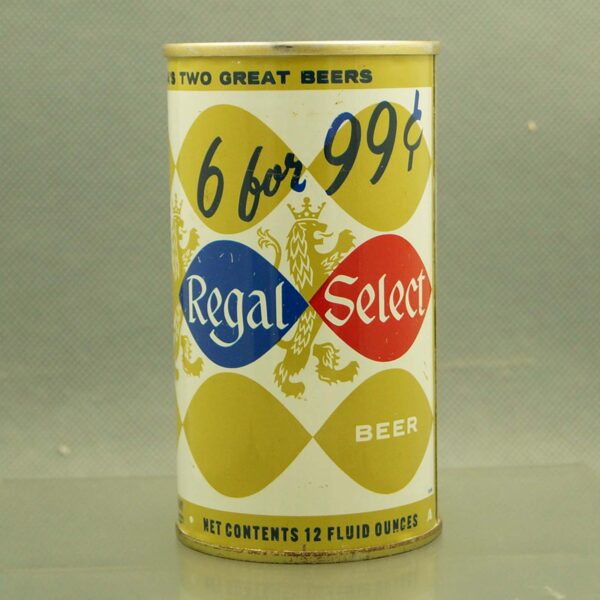 TWO GREAT BEERS
6 for 99¢
Regal Select
BEER
NET CONTENTS 12 FLUID OUNCES